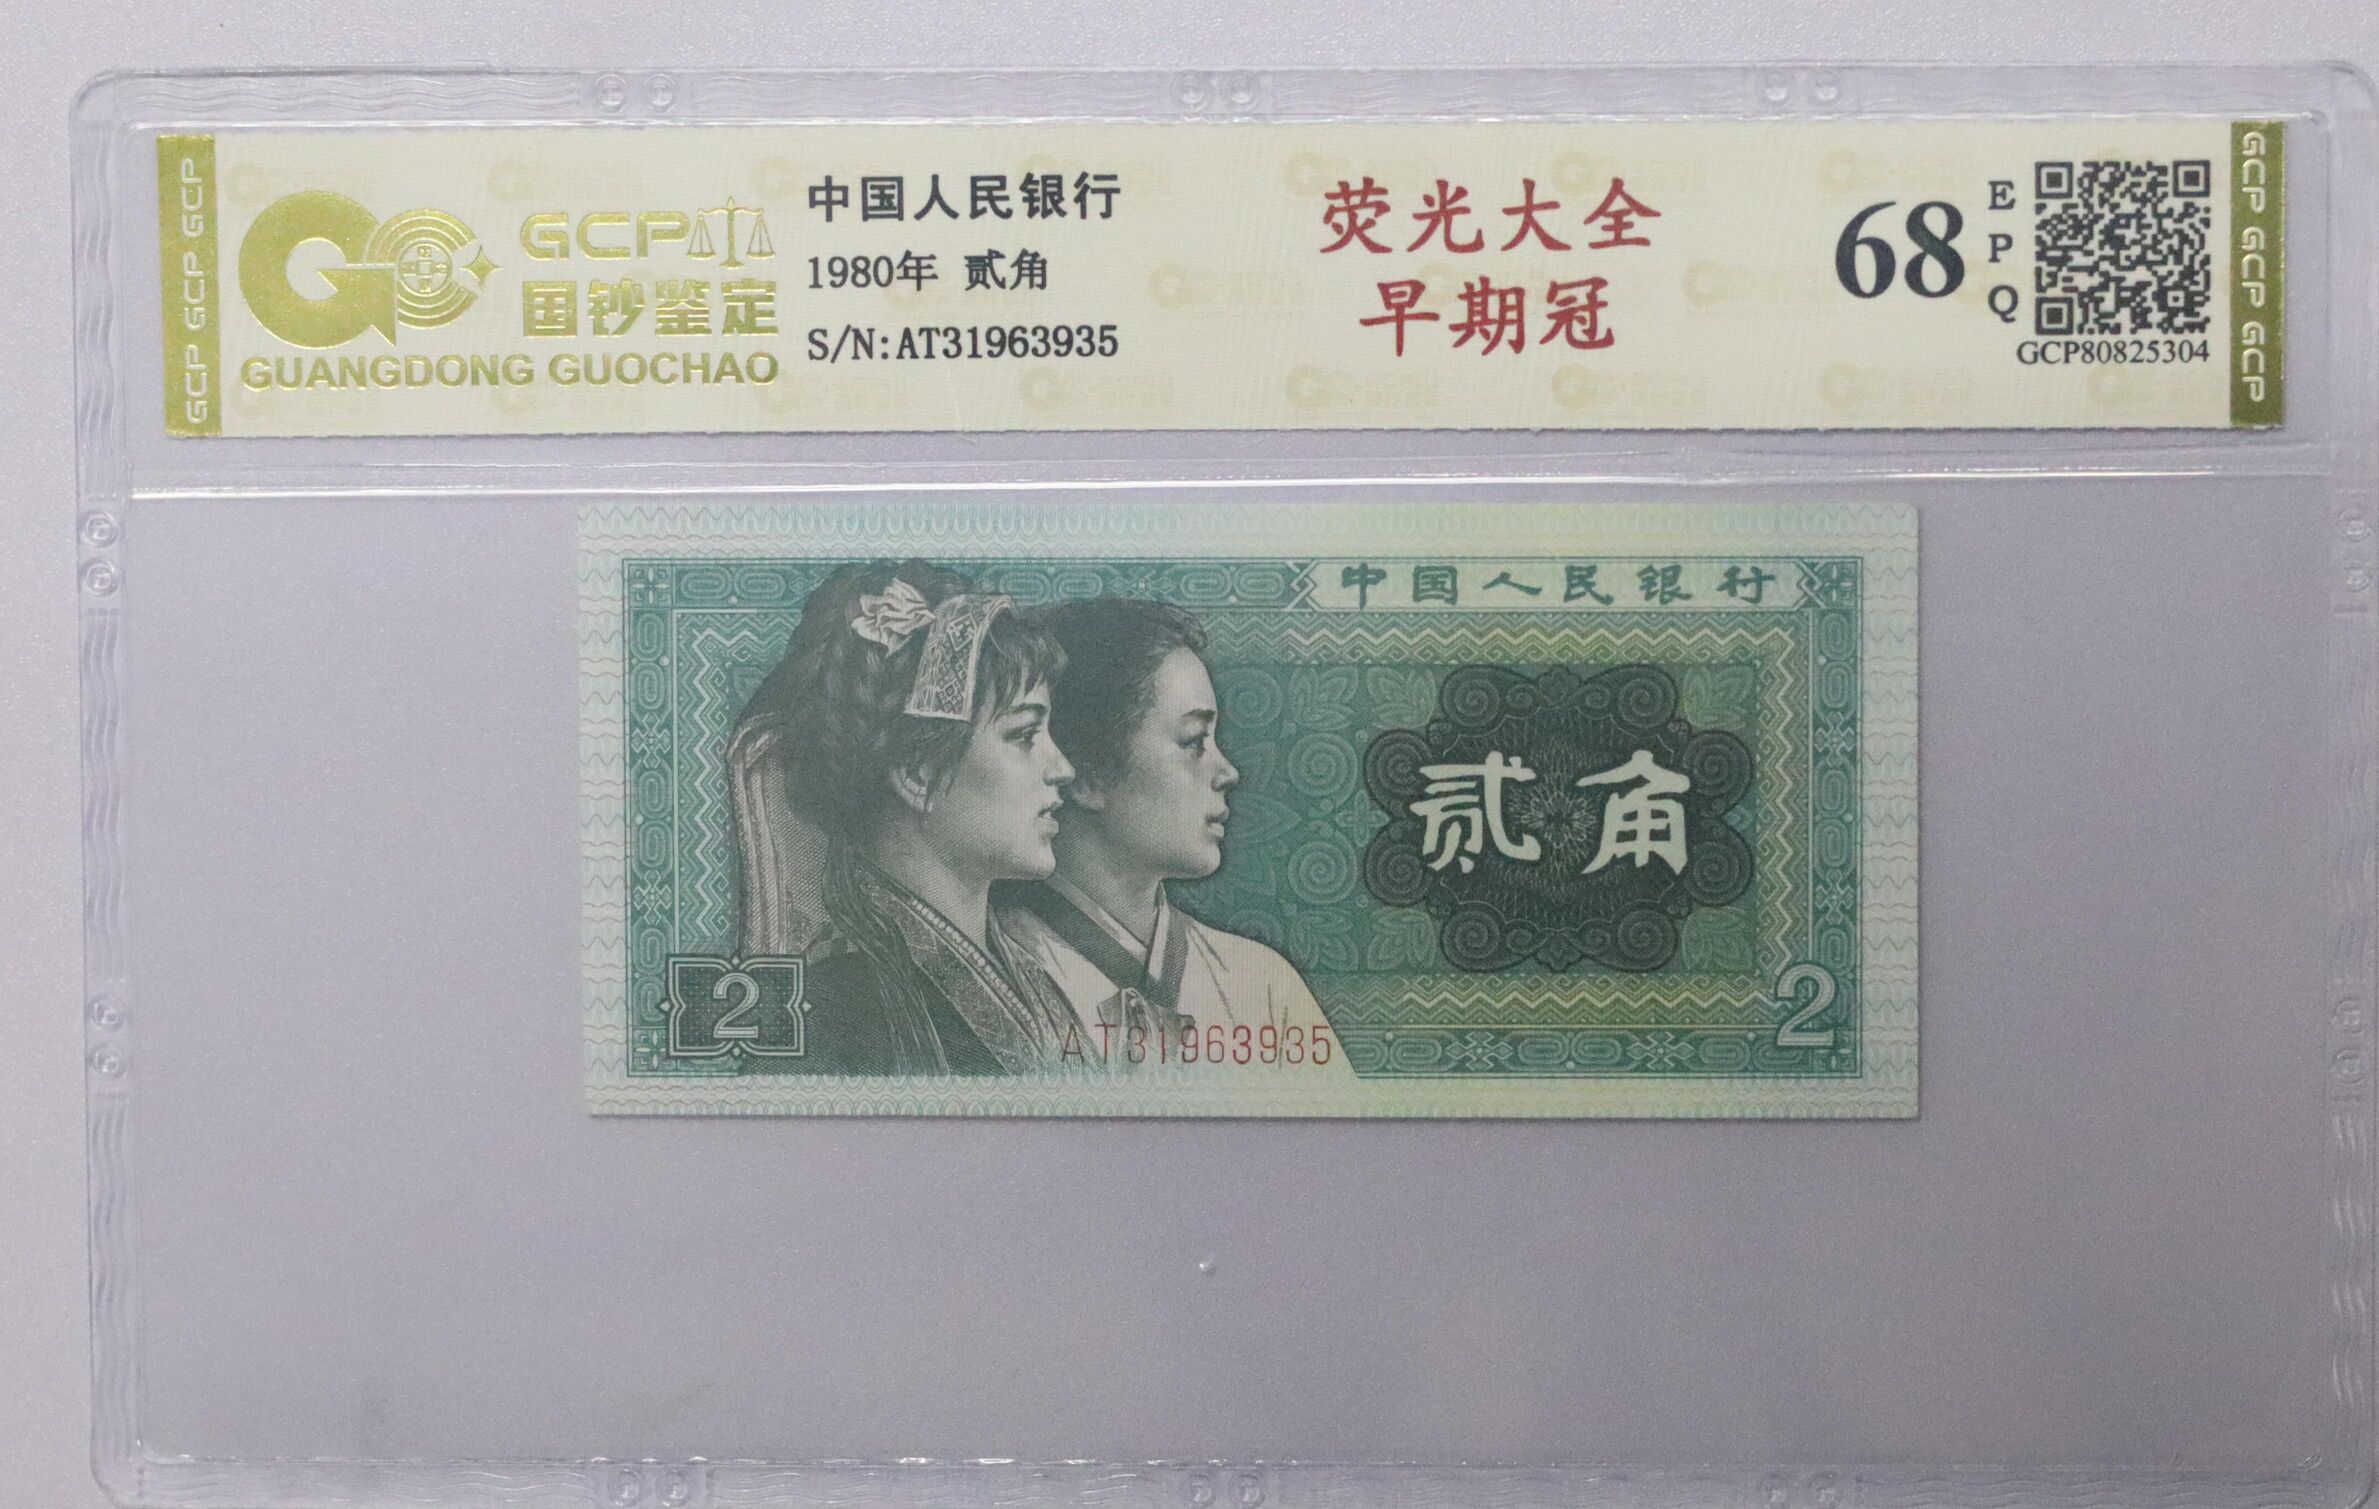 GCP GCP GCP
GCP
国钞鉴定
GUANGDONG GUOCHAO
中国人民银行
1980年 贰角
S/N:AT31963935
荧光大全
早期冠
68
EPQ
GCP80825304
GCP GCP GCP
中国人民银行
贰角
2
2
AT31963935